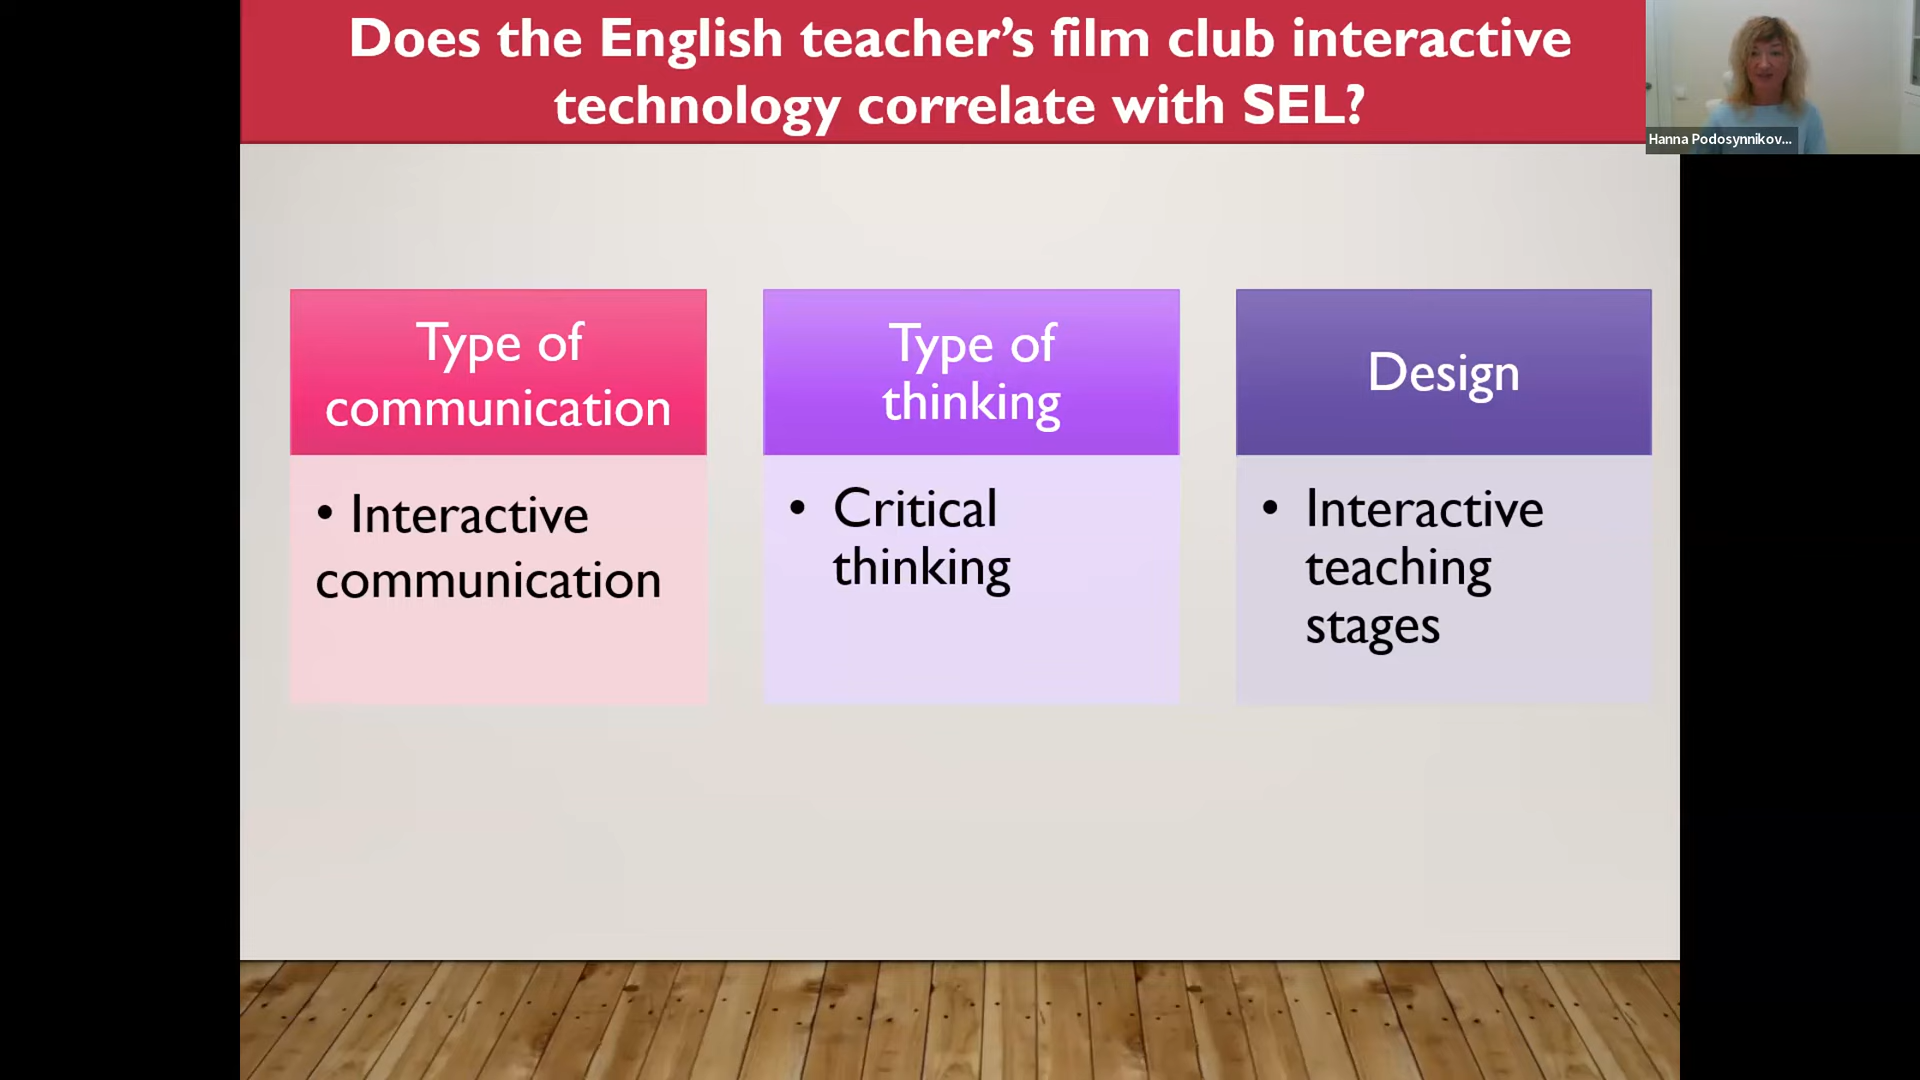 Does the English teacher’s film club interactive
technology correlate with SEL?
Hanna Podosynnikov...
Type of
communication
• Interactive
communication
Type of
thinking
• Critical
thinking
Design
• Interactive
teaching
stages